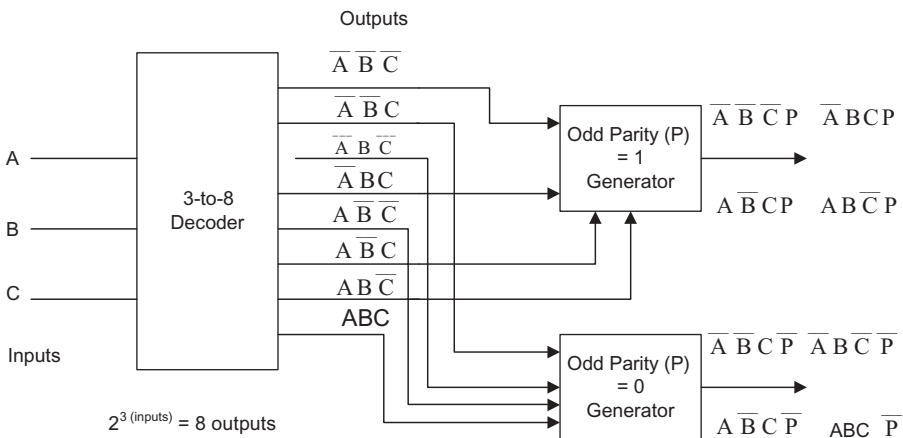 Outputs
A̅ B̅ C̅
A̅ B̅ C
A̅ B C̅
A̅ B C
A B̅ C̅
A B̅ C
A B C̅
ABC
A
B
C
Inputs
3-to-8
Decoder
2³ (inputs) = 8 outputs
Odd Parity (P)
= 1
Generator
A̅ B̅ C̅ P A̅ B C P
A B̅ C P A B C̅ P
Odd Parity (P)
= 0
Generator
A̅ B̅ C P̅ A̅ B C̅ P̅
A B̅ C P̅ ABC P̅